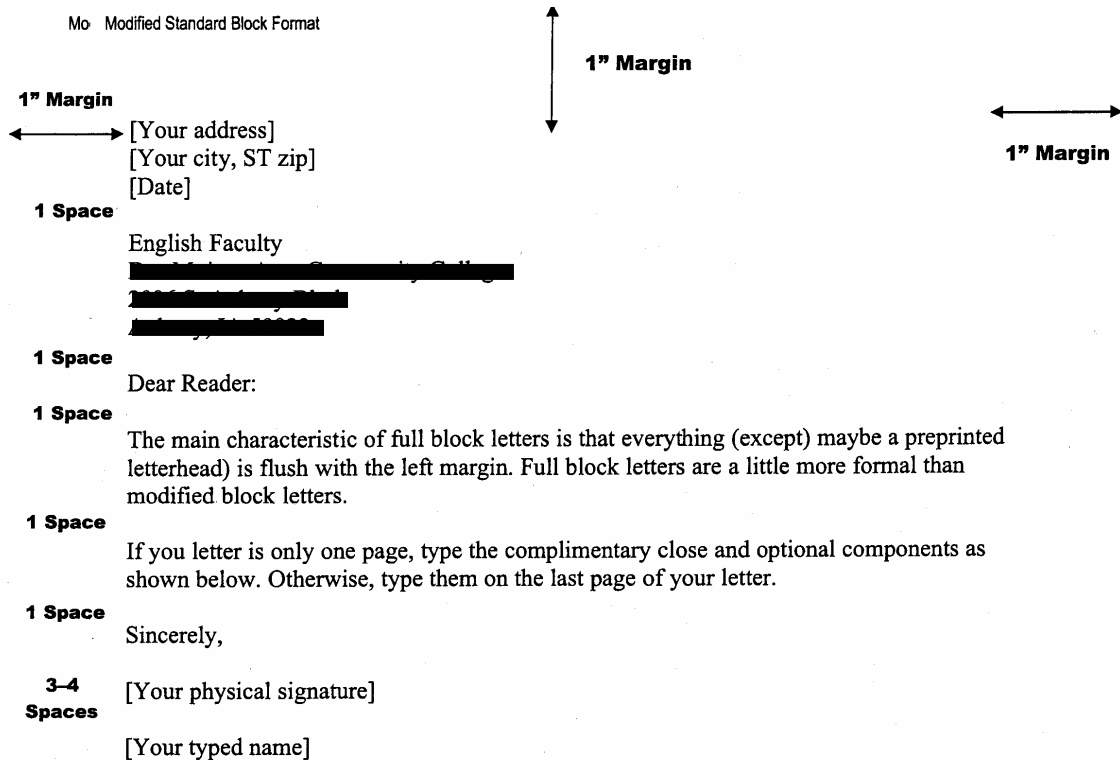 Mo Modified Standard Block Format
1" Margin
1" Margin
1" Margin
[Your address]
[Your city, ST zip]
[Date]
1 Space
English Faculty
1 Space
Dear Reader:
1 Space
The main characteristic of full block letters is that everything (except) maybe a preprinted
letterhead) is flush with the left margin. Full block letters are a little more formal than
modified block letters.
1 Space
If you letter is only one page, type the complimentary close and optional components as
shown below. Otherwise, type them on the last page of your letter.
1 Space
Sincerely,
3–4
Spaces
[Your physical signature]
[Your typed name]